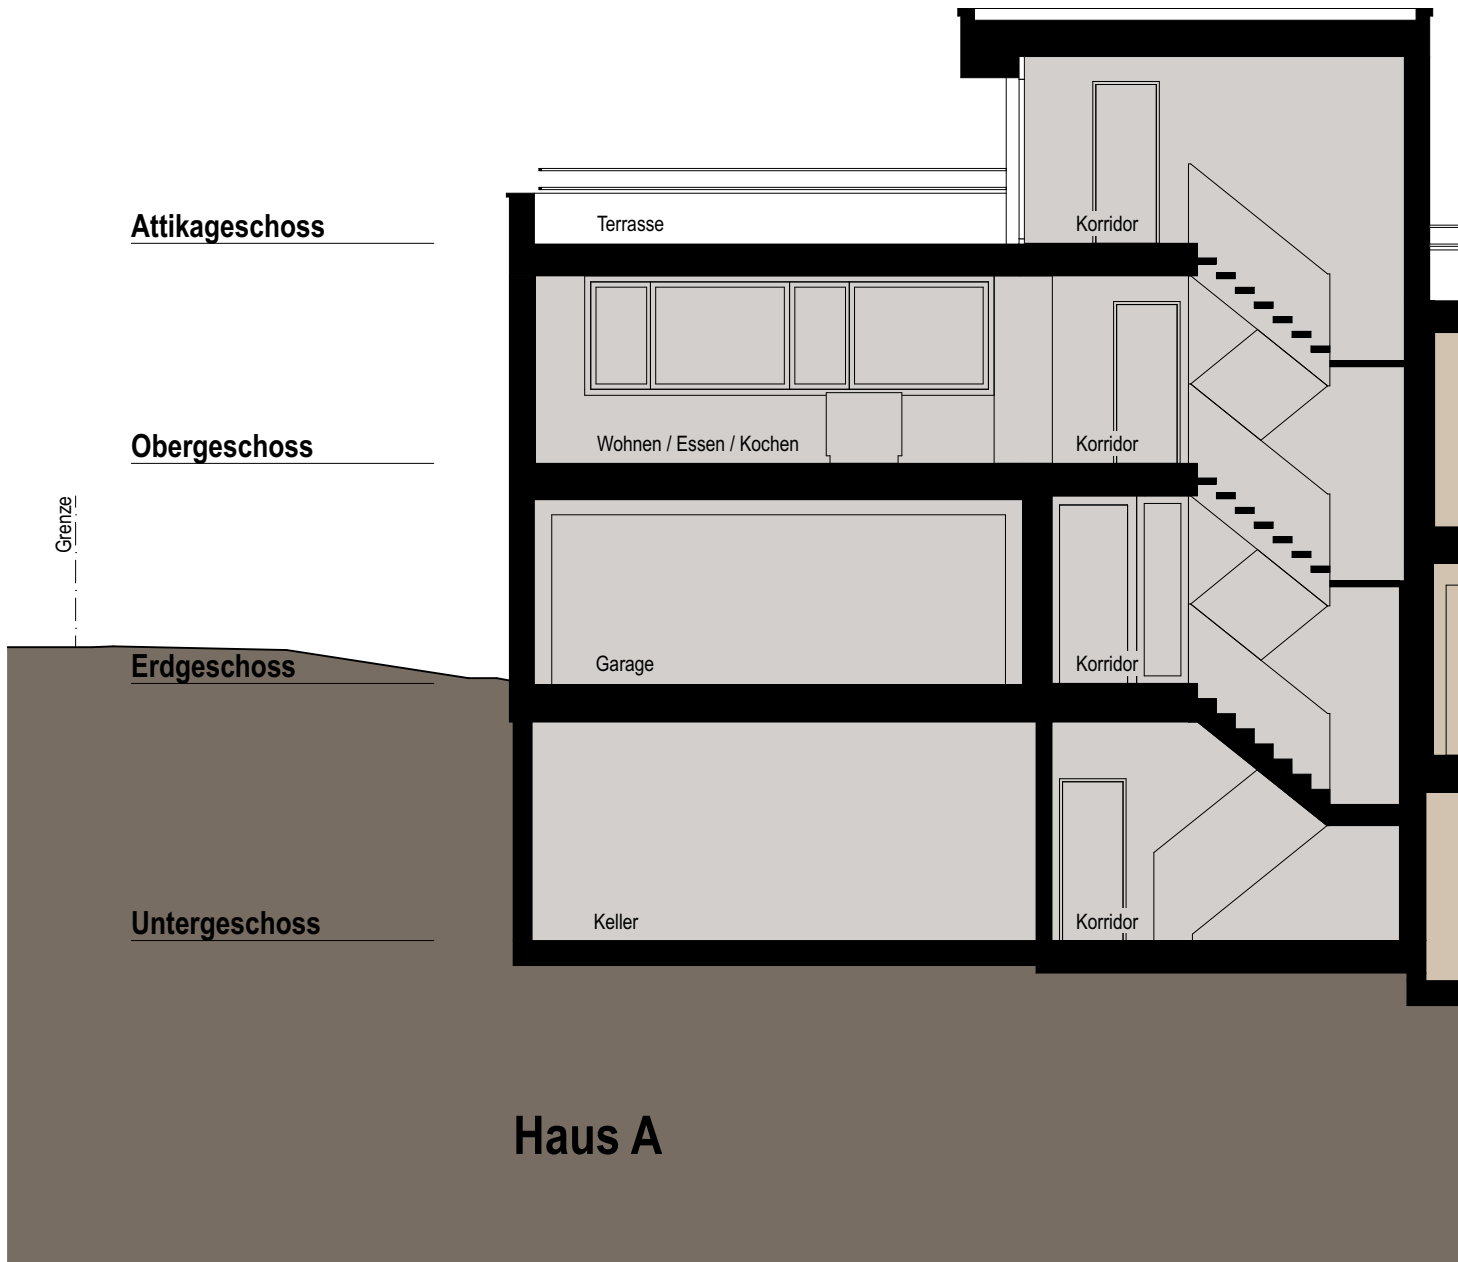 Attikageschoss
Terrasse
Korridor
Obergeschoss
Wohnen / Essen / Kochen
Korridor
Grenze
Erdgeschoss
Garage
Korridor
Untergeschoss
Keller
Korridor
Haus A